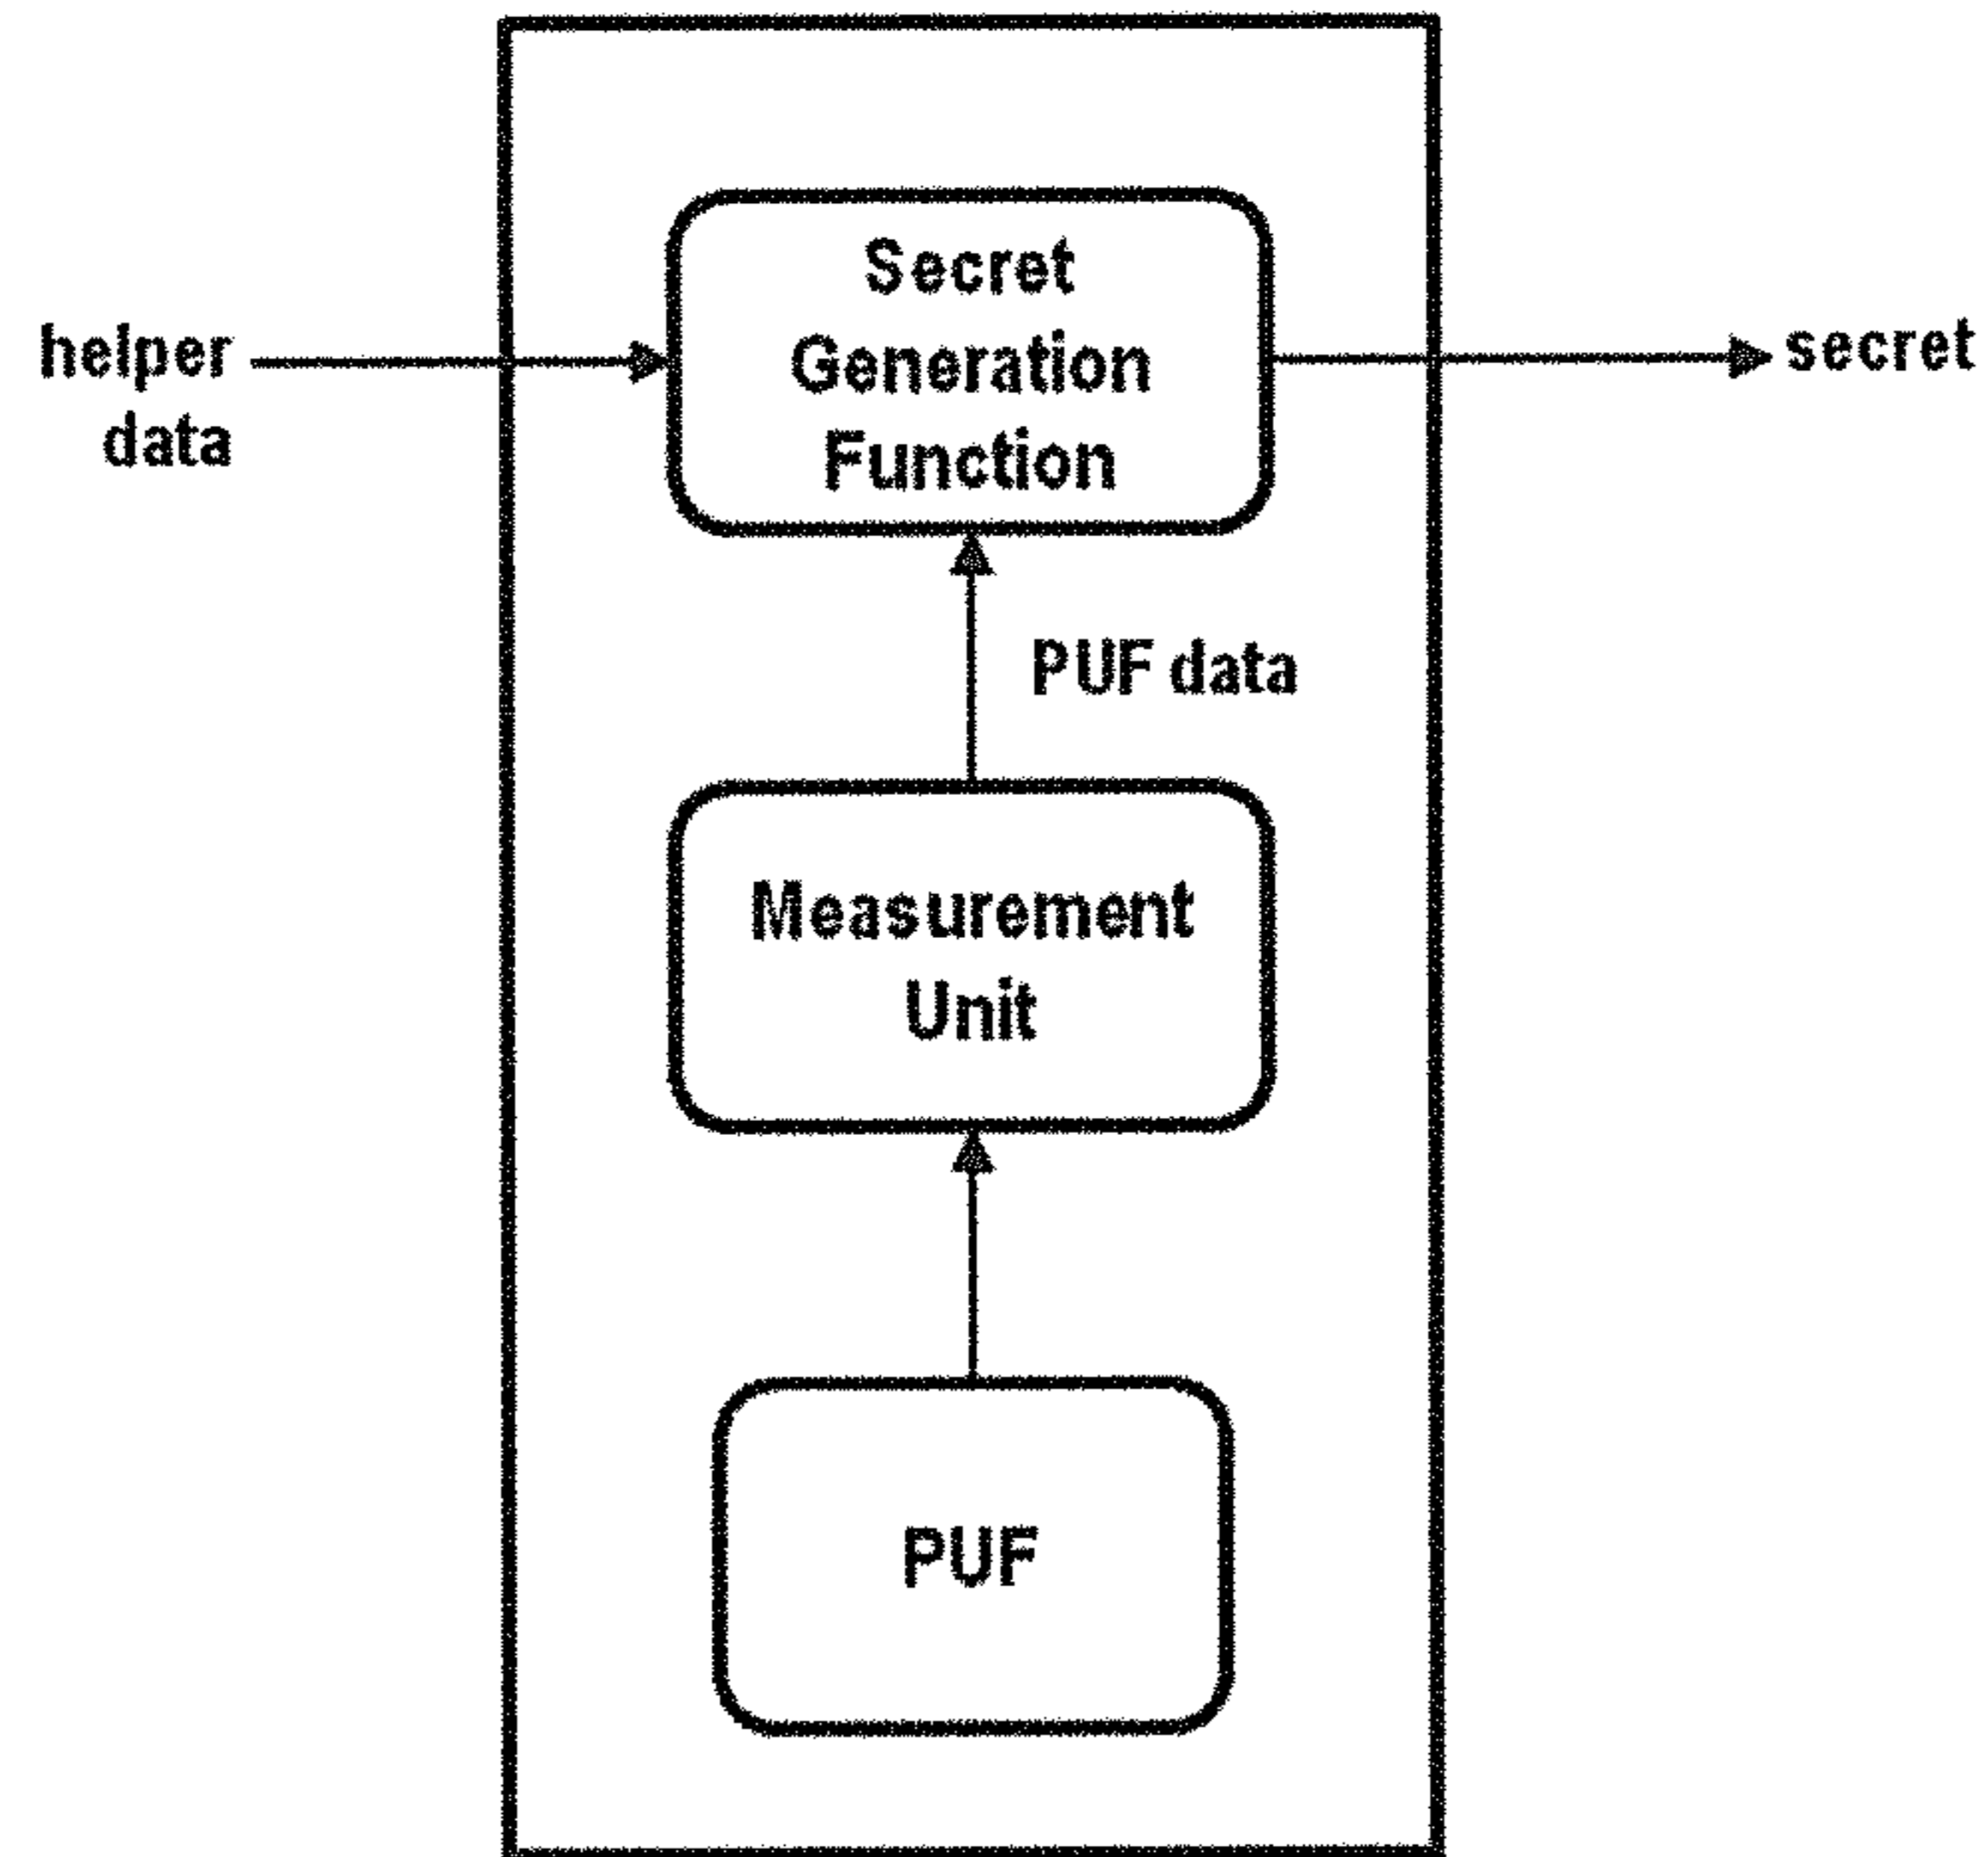 Secret
Generation
Function
helper
data
secret
PUF data
Measurement
Unit
PUF